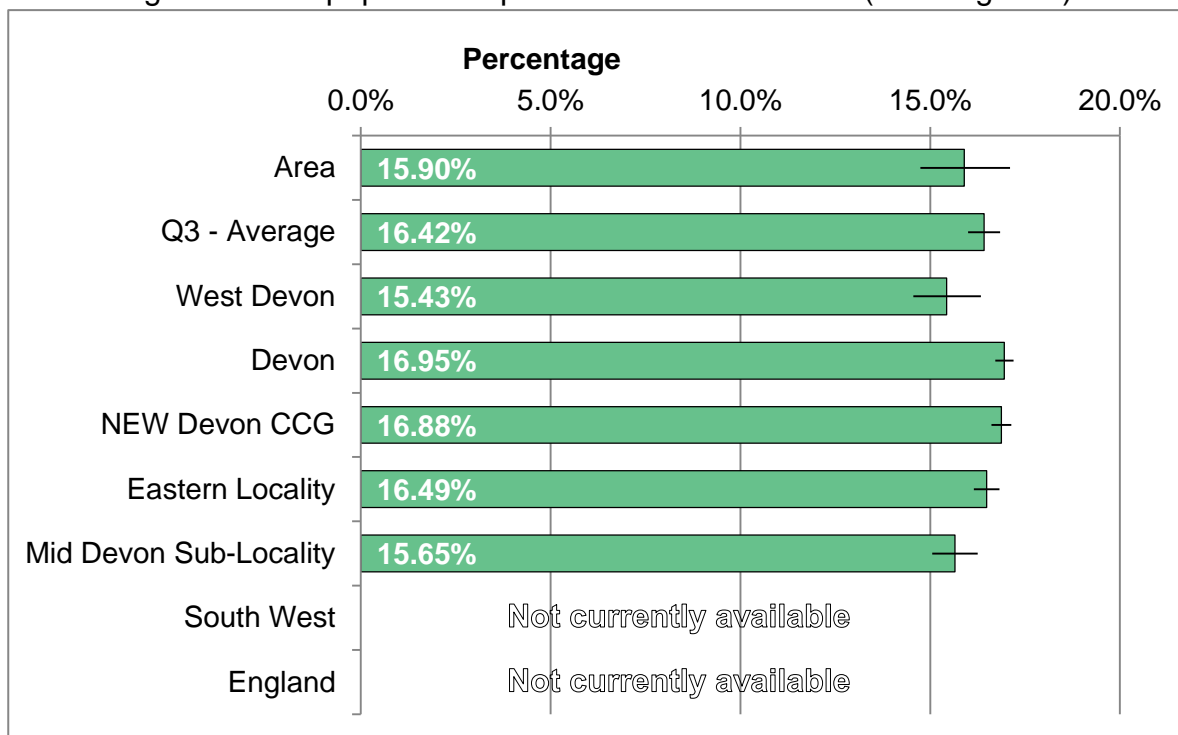 Percentage
0.0% 5.0% 10.0% 15.0% 20.0%
Area 15.90%
Q3 - Average 16.42%
West Devon 15.43%
Devon 16.95%
NEW Devon CCG 16.88%
Eastern Locality 16.49%
Mid Devon Sub-Locality 15.65%
South West Not currently available
England Not currently available